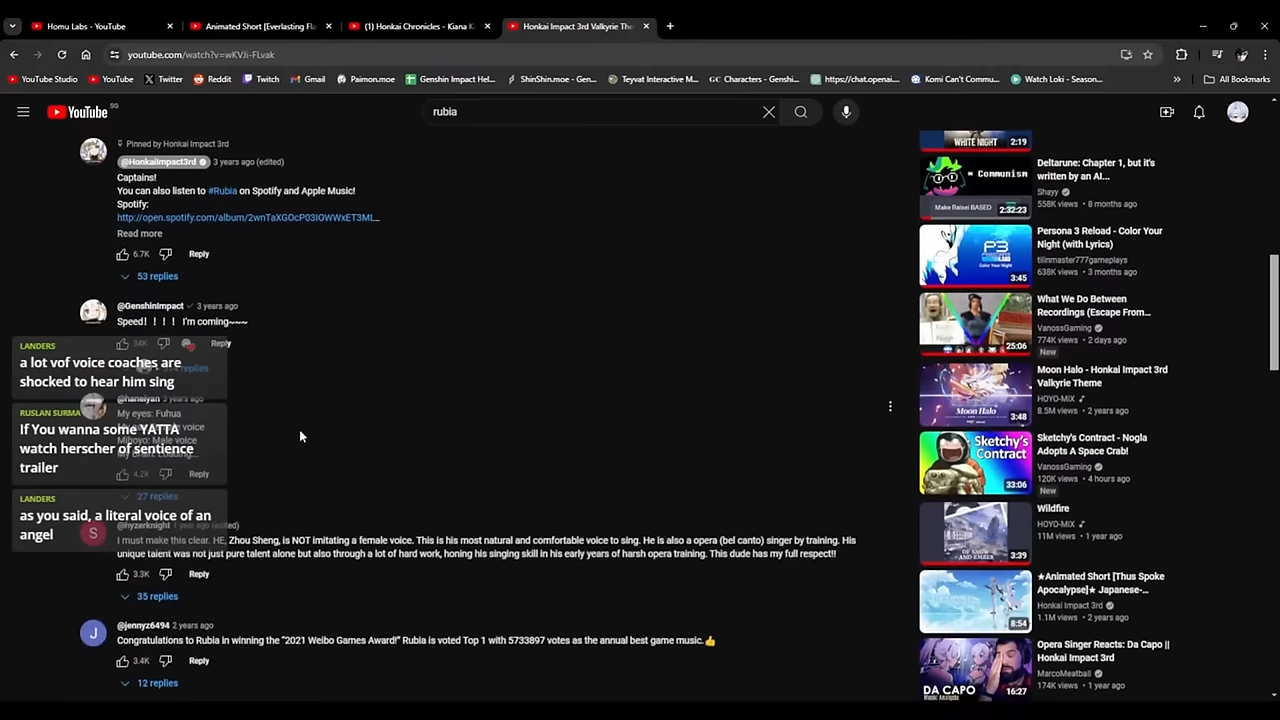 Homu Labs - YouTube
Animated Short [Everlasting Fl
(1) Honkai Chronicles - Kiana K
Honkai Impact 3rd Valkyrie The
youtube.com/watch?v=wKVJi-FLvak
YouTube Studio
YouTube
Twitter
Reddit
Twitch
Gmail
Paimon.moe
Genshin Impact Hel...
ShinShin.moe - Gen...
Teyvat Interactive M...
GC Characters - Genshi...
https://chat.openai...
Komi Can't Commu...
Watch Loki - Season...
All Bookmarks
YouTube SG
rubia
Pinned by Honkai Impact 3rd
@HonkaiImpact3rd 3 years ago (edited)
Captains!
You can also listen to #Rubia on Spotify and Apple Music!
Spotify:
http://open.spotify.com/album/2wnTaXGOcP03IOWWxET3ML...
Read more
6.7K Reply
53 replies
@GenshinImpact 3 years ago
Speed！！！！ I'm coming~~~
34K Reply
replies
LANDERS
a lot vof voice coaches are
shocked to hear him sing
@haneiyan 3 years ago
My eyes: Fuhua
voice
Mihoyo: Male voice
My Brain: Loading...
4.2K Reply
27 replies
RUSLAN SURMA
If You wanna some YATTA
watch herscher of sentience
trailer
LANDERS
as you said, a literal voice of an
angel
S
@hyzerknight 1 year ago (edited)
I must make this clear. HE, Zhou Sheng, is NOT imitating a female voice. This is his most natural and comfortable voice to sing. He is also a opera (bel canto) singer by training. His
unique talent was not just pure talent alone but also through a lot of hard work, honing his singing skill in his early years of harsh opera training. This dude has my full respect!!
3.3K Reply
35 replies
J
@jennyz6494 2 years ago
Congratulations to Rubia in winning the “2021 Weibo Games Award!” Rubia is voted Top 1 with 5733897 votes as the annual best game music.👍
3.4K Reply
12 replies
WHITE NIGHT
2:19
Communism
Make Ralsei BASED
2:32:23
Deltarune: Chapter 1, but it's
written by an AI...
Shayy
558K views • 8 months ago
P3
3:45
Persona 3 Reload - Color Your
Night (with Lyrics)
tilinmaster777gameplays
638K views • 3 months ago
25:06
What We Do Between
Recordings (Escape From...
VanossGaming
774K views • 2 days ago
New
Moon Halo
3:48
Moon Halo - Honkai Impact 3rd
Valkyrie Theme
HOYO-MiX
8.5M views • 2 years ago
Sketchy's
Contract
33:06
Sketchy's Contract - Nogla
Adopts A Space Crab!
VanossGaming
120K views • 4 hours ago
New
OF SNOW
AND EMBER
3:39
Wildfire
HOYO-MiX
11M views • 1 year ago
8:54
★Animated Short [Thus Spoke
Apocalypse]★ Japanese-...
Honkai Impact 3rd
1.1M views • 2 years ago
DA CAPO
16:27
Opera Singer Reacts: Da Capo ||
Honkai Impact 3rd
MarcoMeatball
174K views • 1 year ago